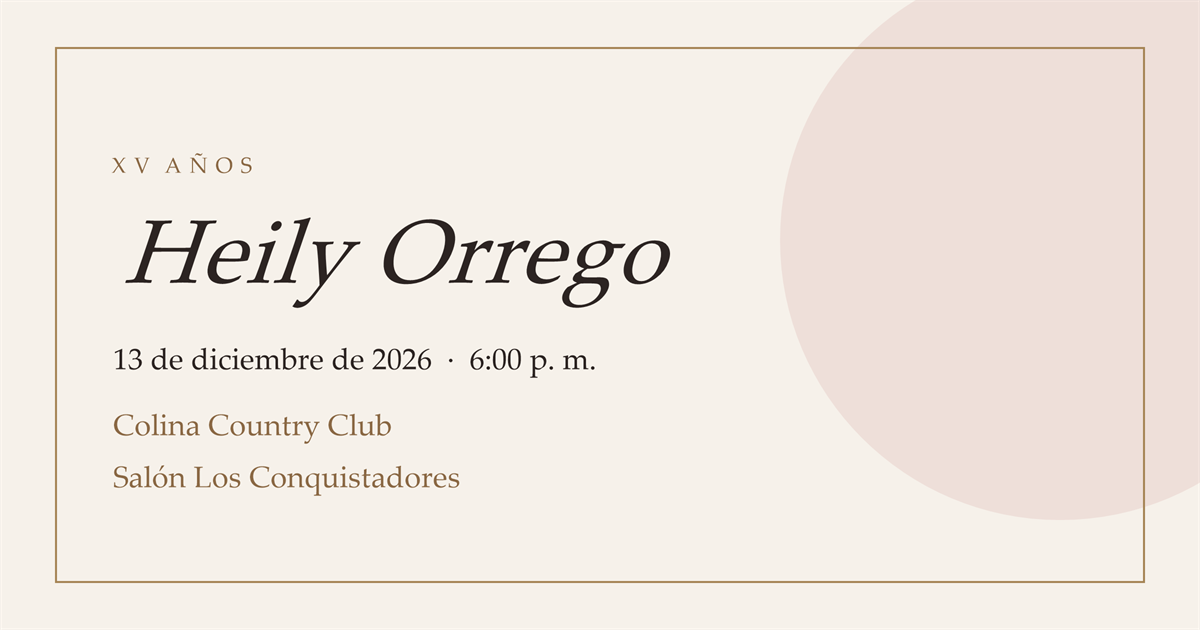 XV AÑOS
Heily Orrego
13 de diciembre de 2026 · 6:00 p. m.
Colina Country Club
Salón Los Conquistadores